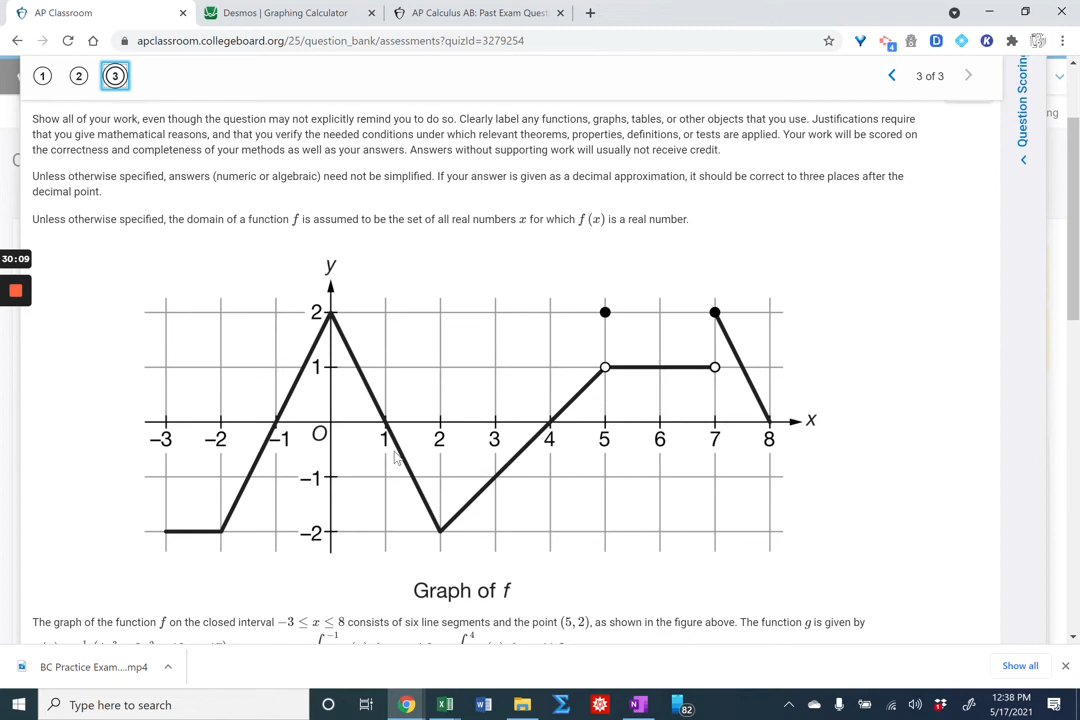 AP Classroom
Desmos | Graphing Calculator
AP Calculus AB: Past Exam Quest
apclassroom.collegeboard.org/25/question_bank/assessments?quizId=3279254
4
D
K
1 2 3
3 of 3
Question Scoring
ng
Show all of your work, even though the question may not explicitly remind you to do so. Clearly label any functions, graphs, tables, or other objects that you use. Justifications require
that you give mathematical reasons, and that you verify the needed conditions under which relevant theorems, properties, definitions, or tests are applied. Your work will be scored on
the correctness and completeness of your methods as well as your answers. Answers without supporting work will usually not receive credit.
Unless otherwise specified, answers (numeric or algebraic) need not be simplified. If your answer is given as a decimal approximation, it should be correct to three places after the
decimal point.
Unless otherwise specified, the domain of a function f is assumed to be the set of all real numbers x for which f (x) is a real number.
30:09
y
2
1
−3 −2 −1 O 1 2 3 4 5 6 7 8 x
−1
−2
Graph of f
The graph of the function f on the closed interval −3 ≤ x ≤ 8 consists of six line segments and the point (5, 2), as shown in the figure above. The function g is given by
BC Practice Exam....mp4
Show all
Type here to search
82
12:38 PM
5/17/2021